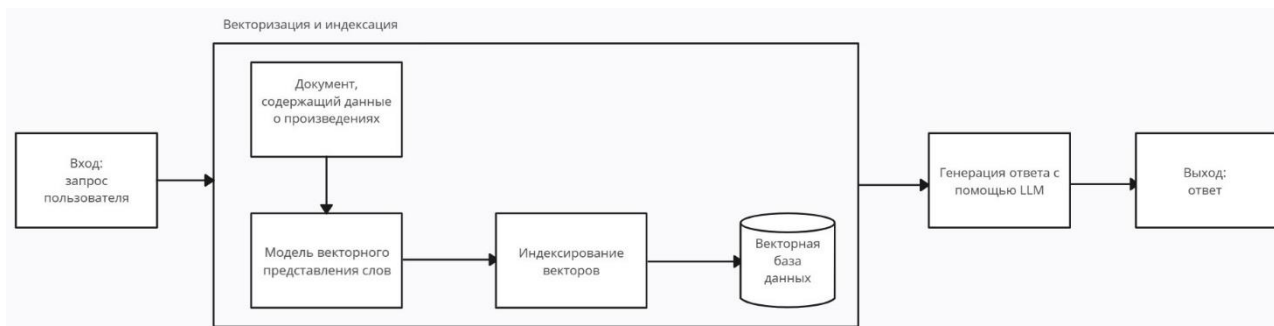 Векторизация и индексация
Документ,
содержащий данные
о произведениях
Вход:
запрос
пользователя
Генерация ответа с
помощью LLM
Выход:
ответ
Модель векторного
представления слов
Индексирование
векторов
Векторная
база
данных